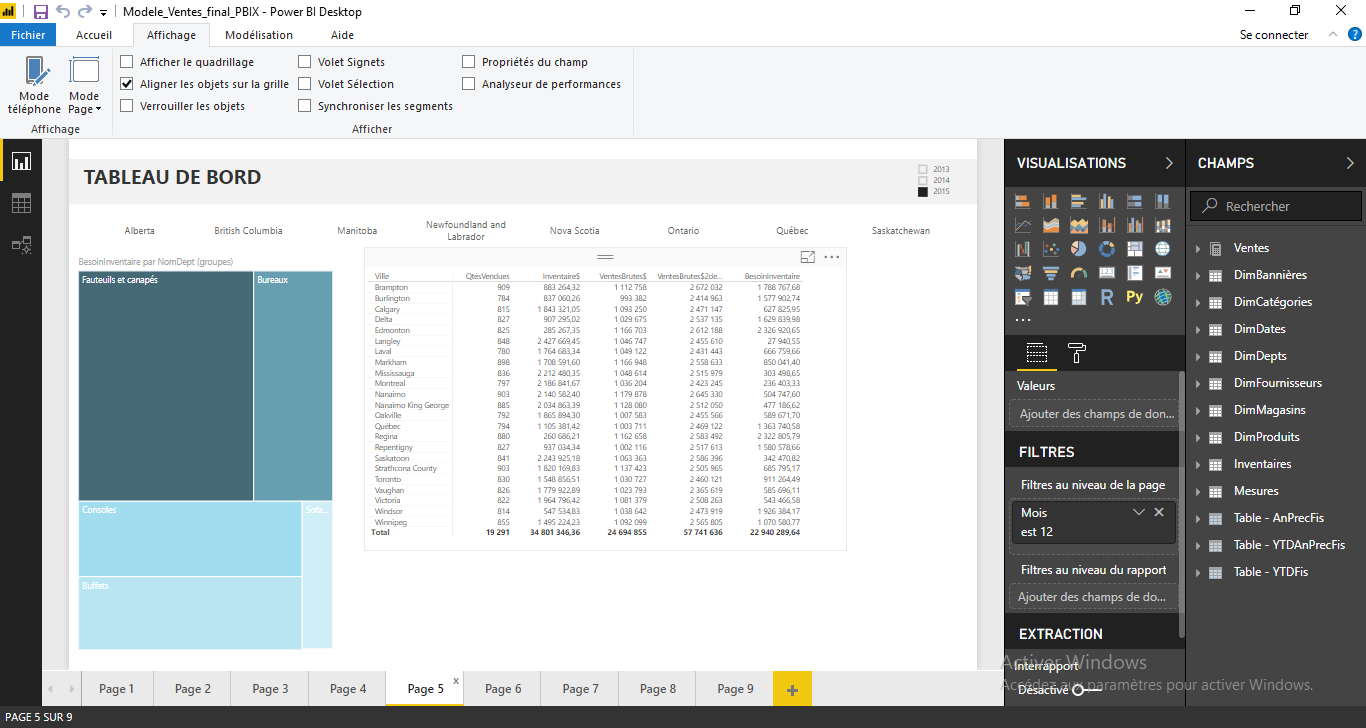 Modele_Ventes_final_PBIX - Power BI Desktop
Fichier Accueil Affichage Modélisation Aide Se connecter
Afficher le quadrillage Volet Signets Propriétés du champ
Aligner les objets sur la grille Volet Sélection Analyseur de performances
Verrouiller les objets Synchroniser les segments
Mode téléphone Mode Page
Affichage Afficher
TABLEAU DE BORD
2013
2014
2015
Alberta British Columbia Manitoba Newfoundland and Labrador Nova Scotia Ontario Québec Saskatchewan
BesoinInventaire par NomDept (groupes)
Fauteuils et canapés
Bureaux
Consoles
Sofa...
Buffets
Ville QtésVendues Inventaire$ VentesBrutes$ VentesBrutes$2de... BesoinInventaire
Brampton 909 883 264,32 1 112 758 2 672 032 1 788 767,68
Burlington 784 837 060,26 993 382 2 414 963 1 577 902,74
Calgary 815 1 843 321,05 1 093 250 2 471 147 627 825,95
Delta 827 907 295,02 1 029 675 2 537 135 1 629 839,98
Edmonton 825 285 267,35 1 166 703 2 612 188 2 326 920,65
Langley 848 2 427 669,45 1 046 747 2 455 610 27 940,55
Laval 780 1 764 683,34 1 049 122 2 431 443 666 759,66
Markham 898 1 708 591,60 1 166 948 2 558 633 850 041,40
Mississauga 836 2 212 480,35 1 048 614 2 515 979 303 498,65
Montreal 797 2 186 841,67 1 036 204 2 423 245 236 403,33
Nanaimo 903 2 140 582,40 1 179 878 2 645 330 504 747,60
Nanaimo King George 885 2 034 863,39 1 128 080 2 512 050 477 186,62
Oakville 792 1 865 894,30 1 007 583 2 455 566 589 671,70
Québec 794 1 105 381,42 1 003 711 2 469 122 1 363 740,58
Regina 880 260 686,21 1 162 658 2 583 492 2 322 805,79
Repentigny 827 937 034,34 1 002 116 2 517 613 1 580 578,66
Saskatoon 841 2 243 925,18 1 063 363 2 586 396 342 470,82
Strathcona County 903 1 820 169,83 1 137 423 2 505 965 685 795,17
Toronto 830 1 548 856,51 1 030 727 2 460 121 911 264,49
Vaughan 826 1 779 922,89 1 023 793 2 365 619 585 696,11
Victoria 822 1 964 796,42 1 081 379 2 508 263 543 466,58
Windsor 814 547 534,83 1 038 642 2 473 919 1 926 384,17
Winnipeg 855 1 495 224,23 1 092 099 2 565 805 1 070 580,77
Total 19 291 34 801 346,36 24 694 855 57 741 636 22 940 289,64
VISUALISATIONS
R Py
Valeurs
Ajouter des champs de don...
FILTRES
Filtres au niveau de la page
Mois
est 12
Filtres au niveau du rapport
Ajouter des champs de do...
EXTRACTION
Interrapport
Désactivé
CHAMPS
Rechercher
Ventes
DimBannières
DimCatégories
DimDates
DimDepts
DimFournisseurs
DimMagasins
DimProduits
Inventaires
Mesures
Table - AnPrecFis
Table - YTDAnPrecFis
Table - YTDFis
Activer Windows
Accédez aux paramètres pour activer Windows.
Page 1 Page 2 Page 3 Page 4 Page 5 x Page 6 Page 7 Page 8 Page 9 +
PAGE 5 SUR 9